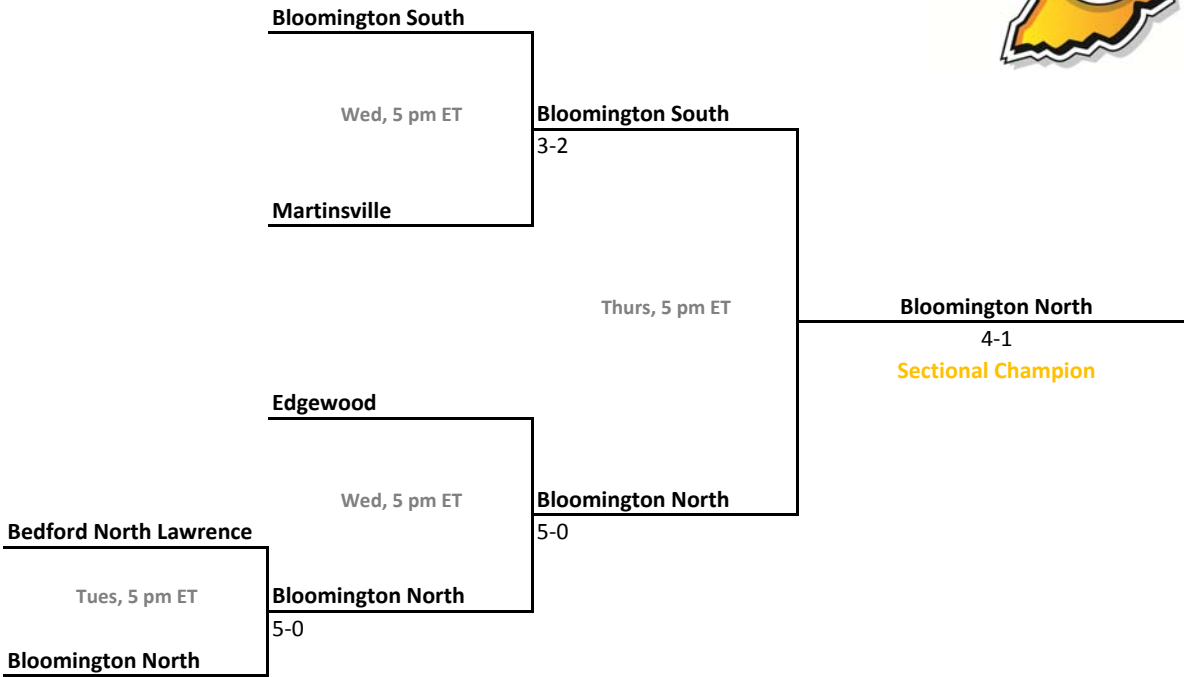 Bloomington South
Wed, 5 pm ET
Bloomington South
3-2
Martinsville
Thurs, 5 pm ET
Bloomington North
4-1
Sectional Champion
Edgewood
Wed, 5 pm ET
Bloomington North
5-0
Bedford North Lawrence
Tues, 5 pm ET
Bloomington North
5-0
Bloomington North